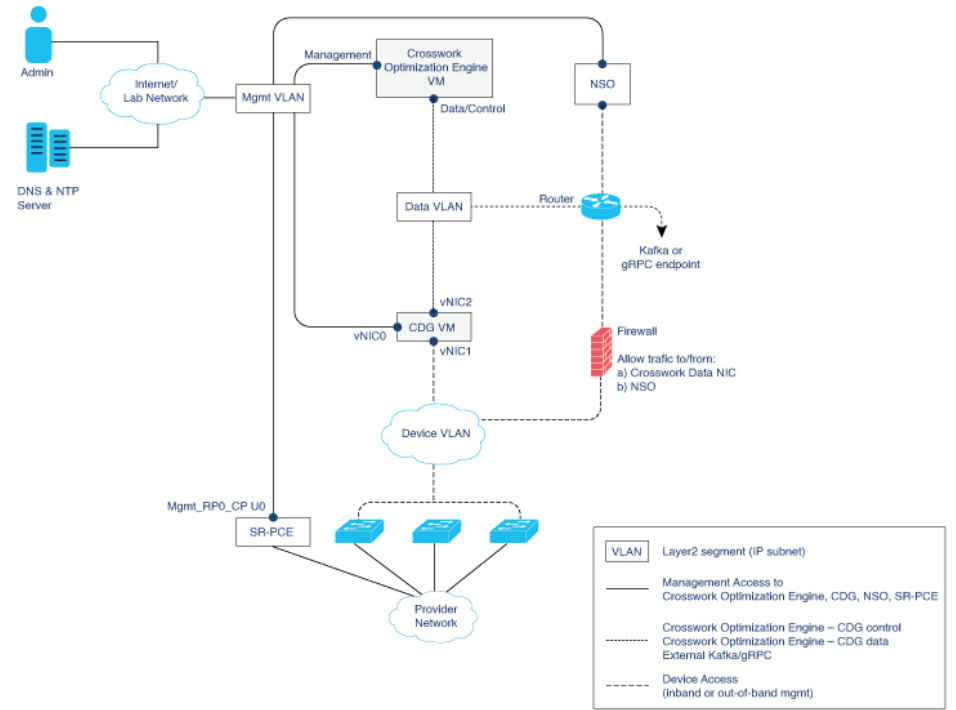 Admin
Internet/
Lab Network
DNS & NTP
Server
Mgmt VLAN
Management
Crosswork
Optimization Engine
VM
Data/Control
NSO
Data VLAN
Router
Kafka or
gRPC endpoint
vNIC2
vNIC0
CDG VM
vNIC1
Firewall
Allow trafic to/from:
a) Crosswork Data NIC
b) NSO
Device VLAN
Mgmt_RP0_CP U0
SR-PCE
Provider
Network
VLAN
Layer2 segment (IP subnet)
Management Access to
Crosswork Optimization Engine, CDG, NSO, SR-PCE
Crosswork Optimization Engine – CDG control
Crosswork Optimization Engine – CDG data
External Kafka/gRPC
Device Access
(inband or out-of-band mgmt)